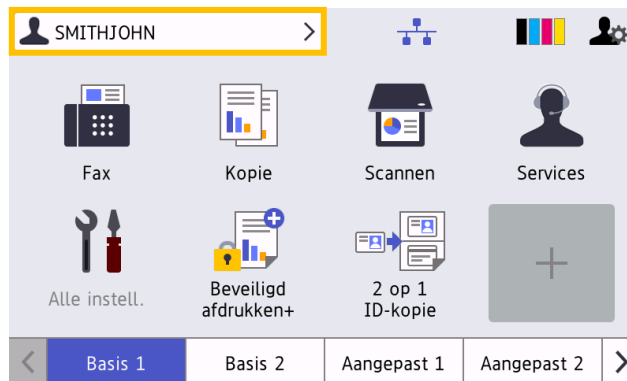 SMITHJOHN
Fax
Kopie
Scannen
Services
Alle instell.
Beveiligd
afdrukken+
2 op 1
ID-kopie
Basis 1
Basis 2
Aangepast 1
Aangepast 2